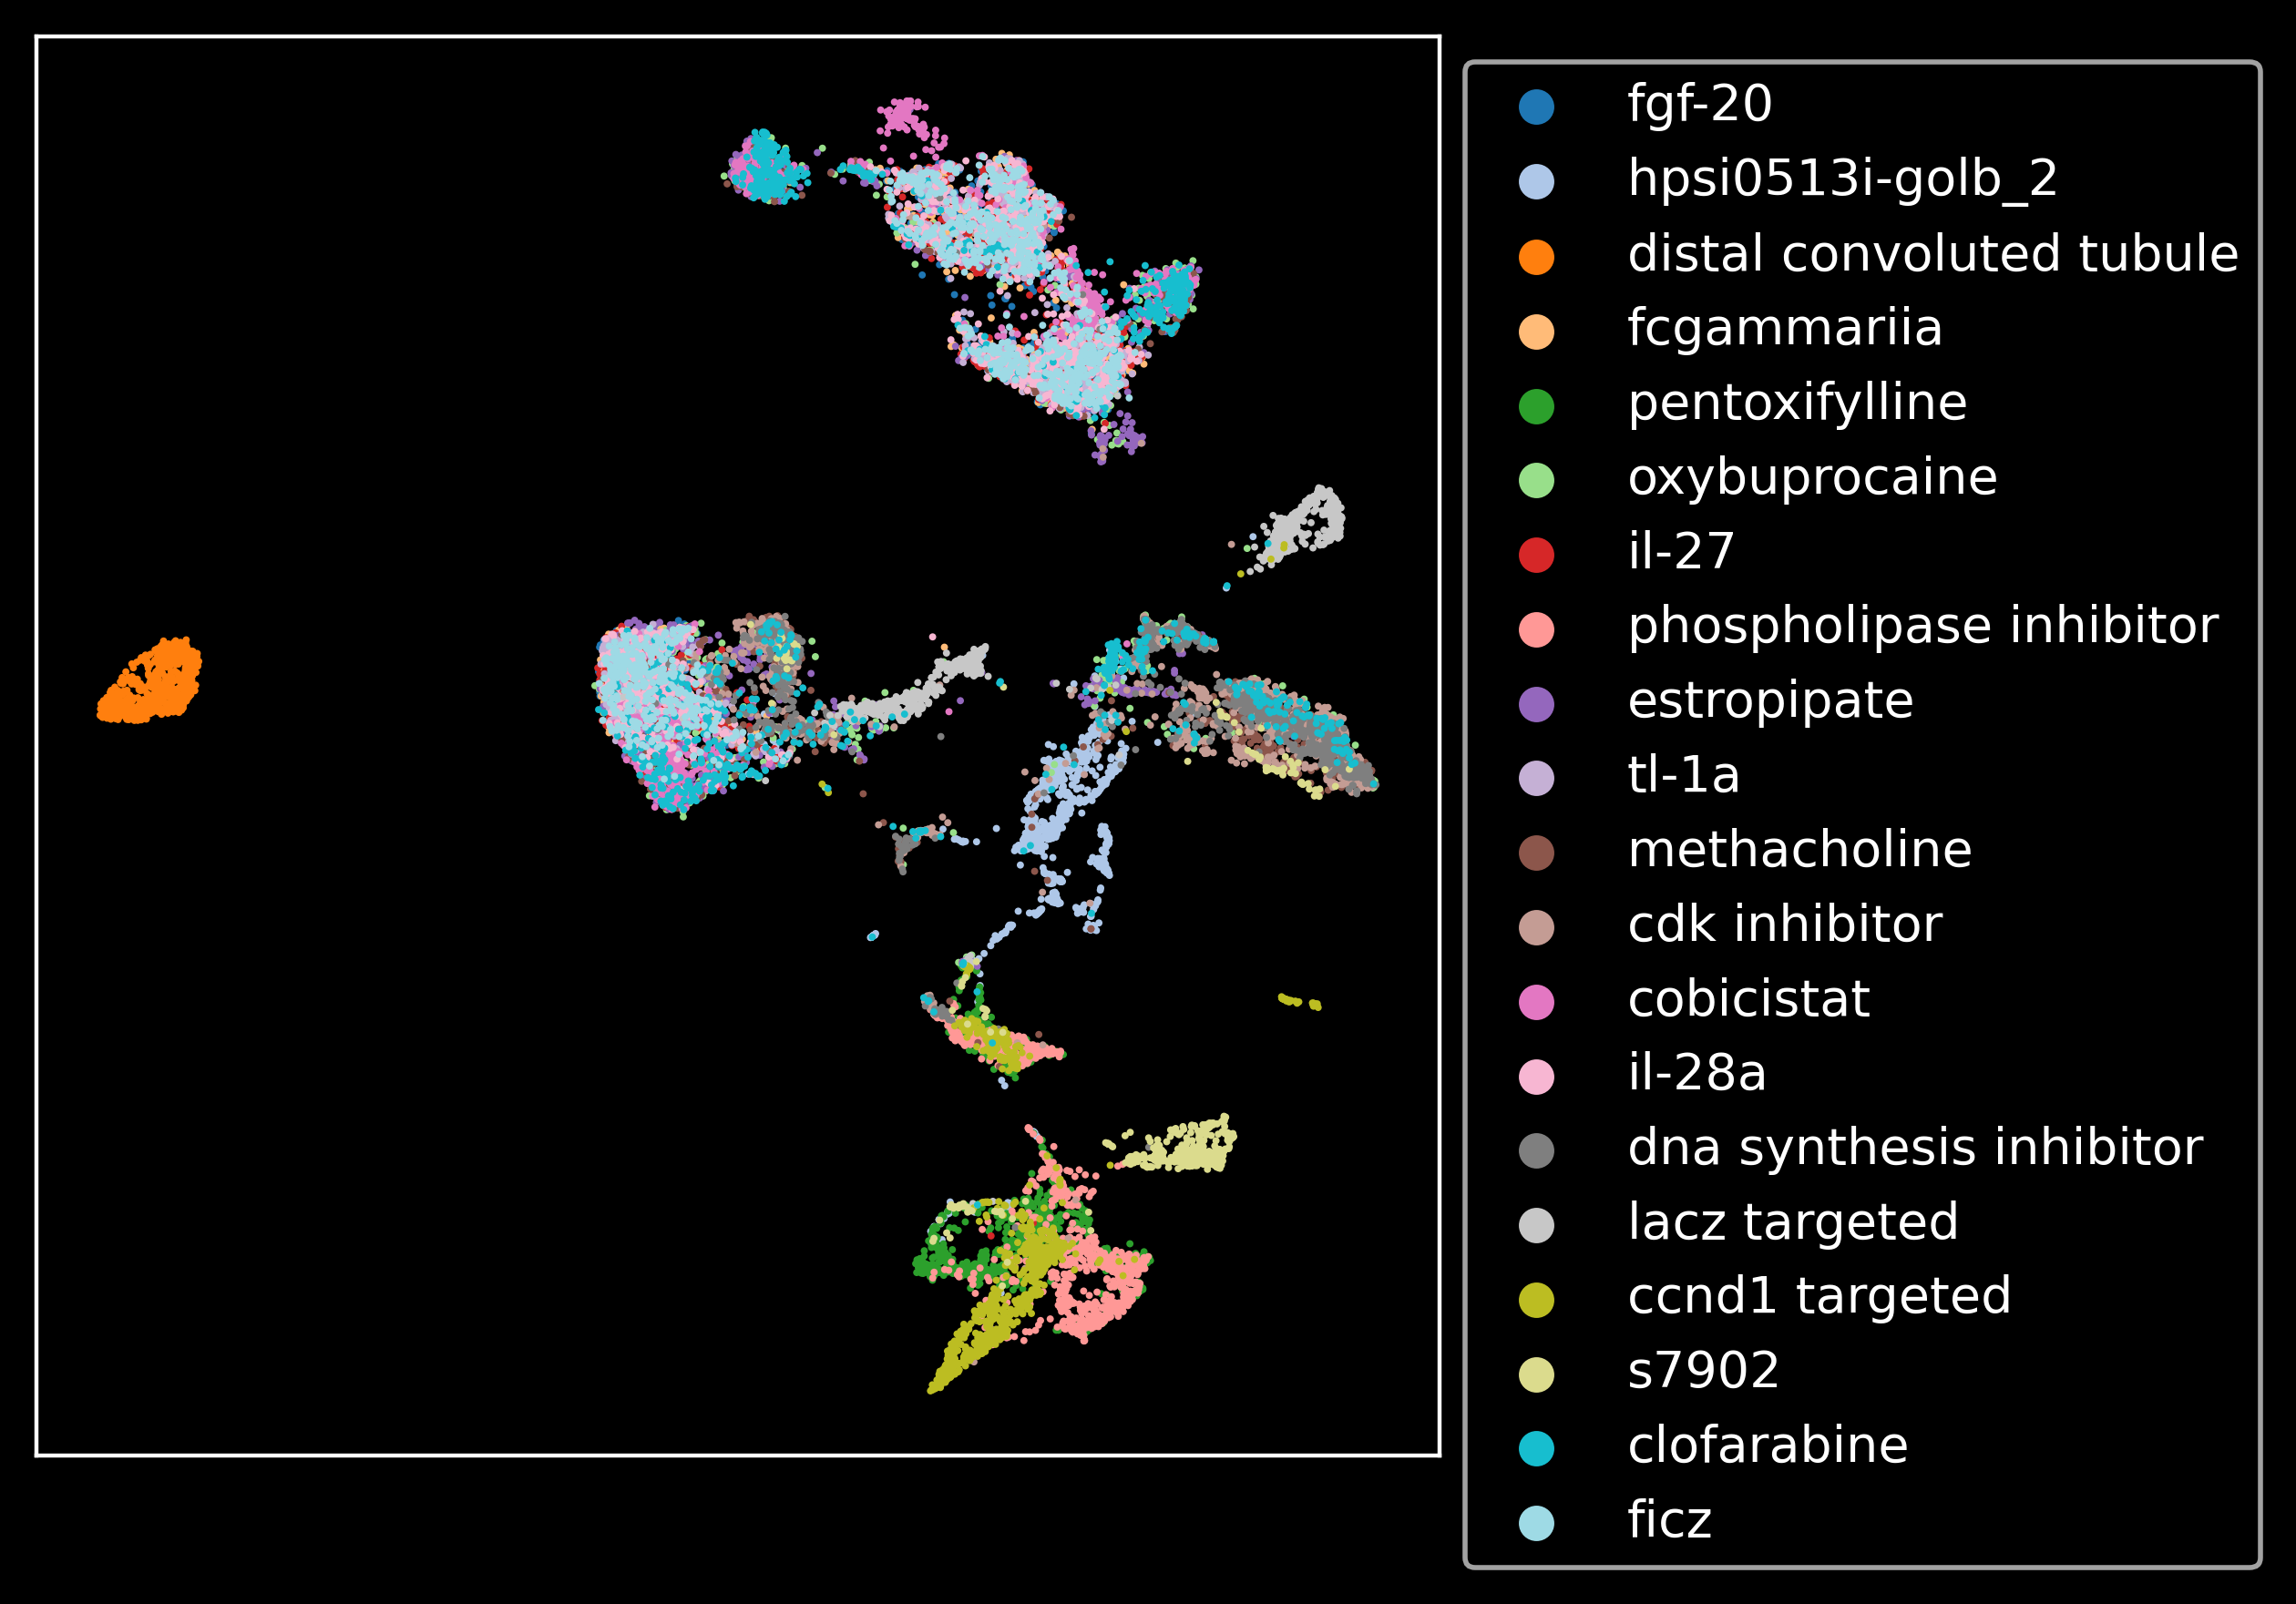 fgf-20
hpsi0513i-golb_2
distal convoluted tubule
fcgammariia
pentoxifylline
oxybuprocaine
il-27
phospholipase inhibitor
estropipate
tl-1a
methacholine
cdk inhibitor
cobicistat
il-28a
dna synthesis inhibitor
lacz targeted
ccnd1 targeted
s7902
clofarabine
ficz